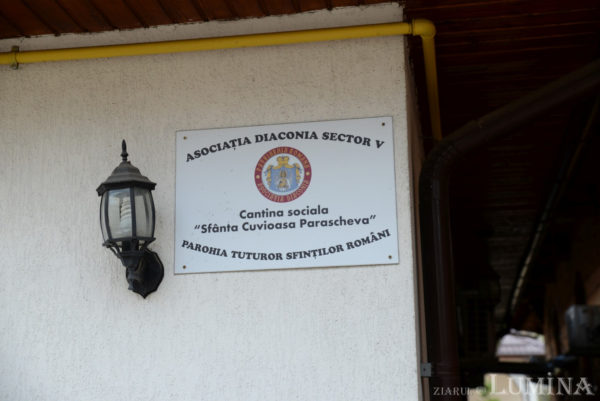 ASOCIAȚIA DIACONIA SECTOR V
Cantina sociala
“Sfânta Cuvioasa Parascheva”
PAROHIA TUTUROR SFINȚILOR ROMÂNI
ZIARUL LUMINA